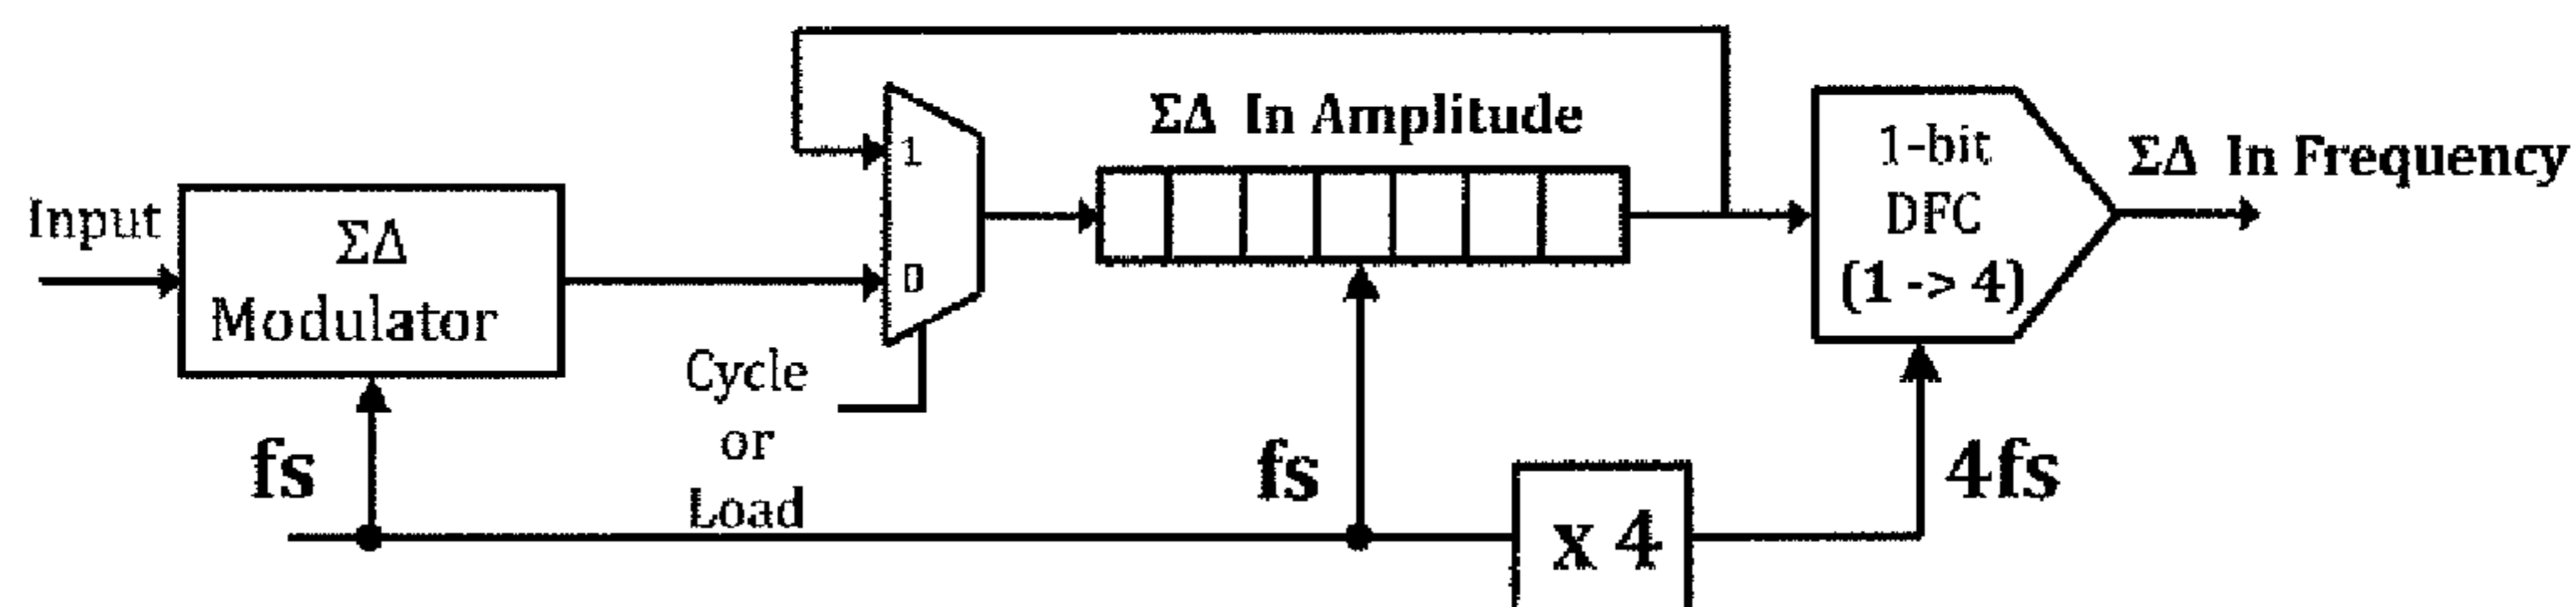 Input
ΣΔ
Modulator
fs
Cycle
or
Load
1
0
ΣΔ In Amplitude
fs
x 4
1-bit
DFC
(1 -> 4)
4fs
ΣΔ In Frequency